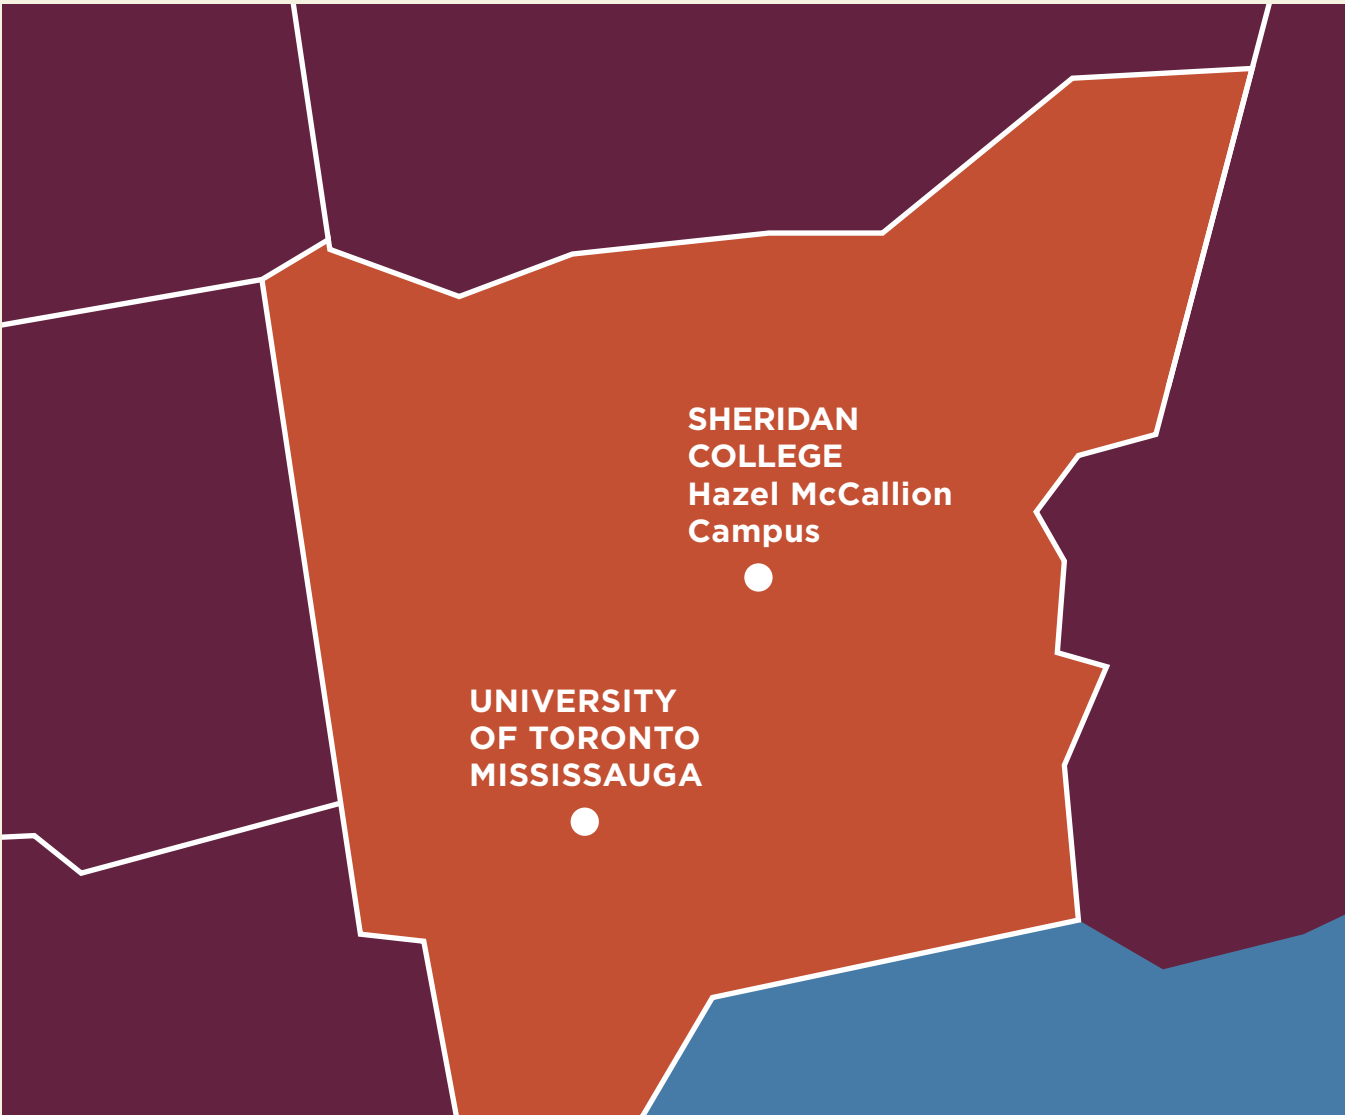 SHERIDAN
COLLEGE
Hazel McCallion
Campus
UNIVERSITY
OF TORONTO
MISSISSAUGA